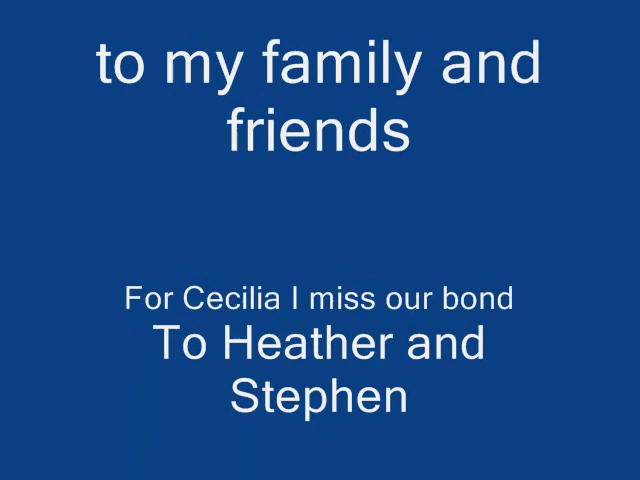 to my family and
friends
For Cecilia I miss our bond
To Heather and
Stephen